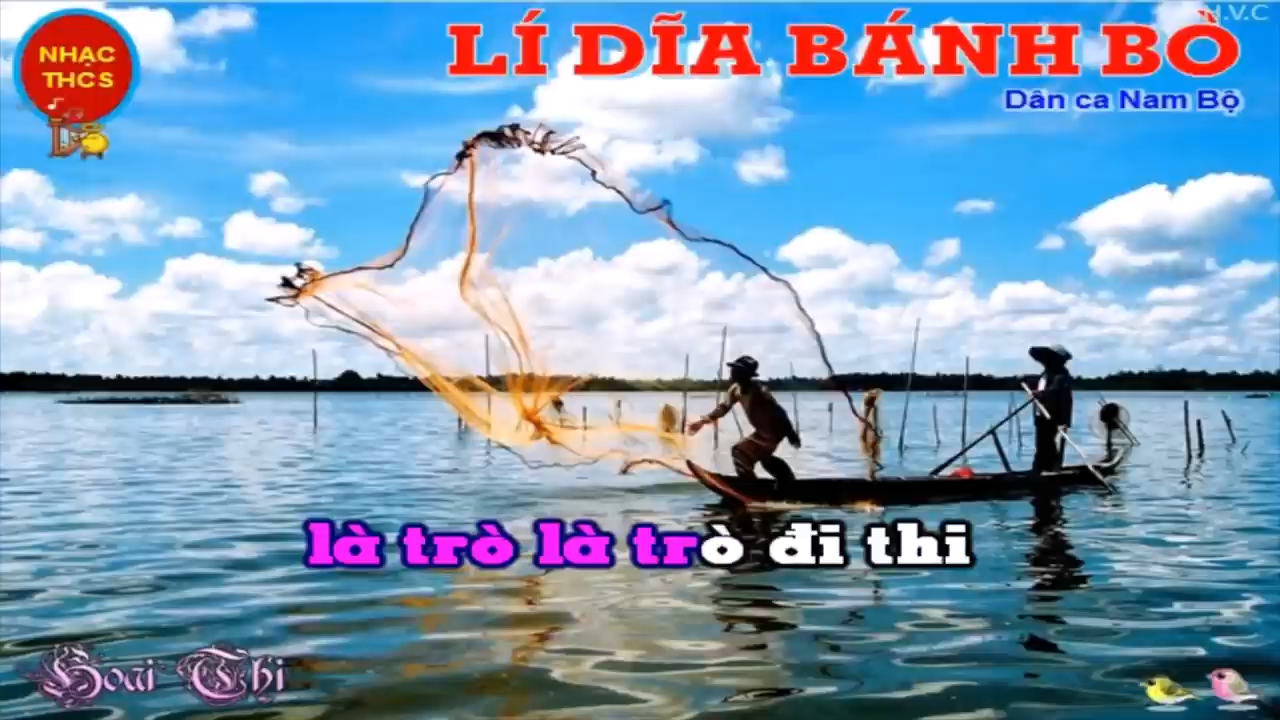 H.V.C
NHẠC
THCS
LÍ DĨA BÁNH BÒ
Dân ca Nam Bộ
là trò là trò đi thi
Hoai Thi